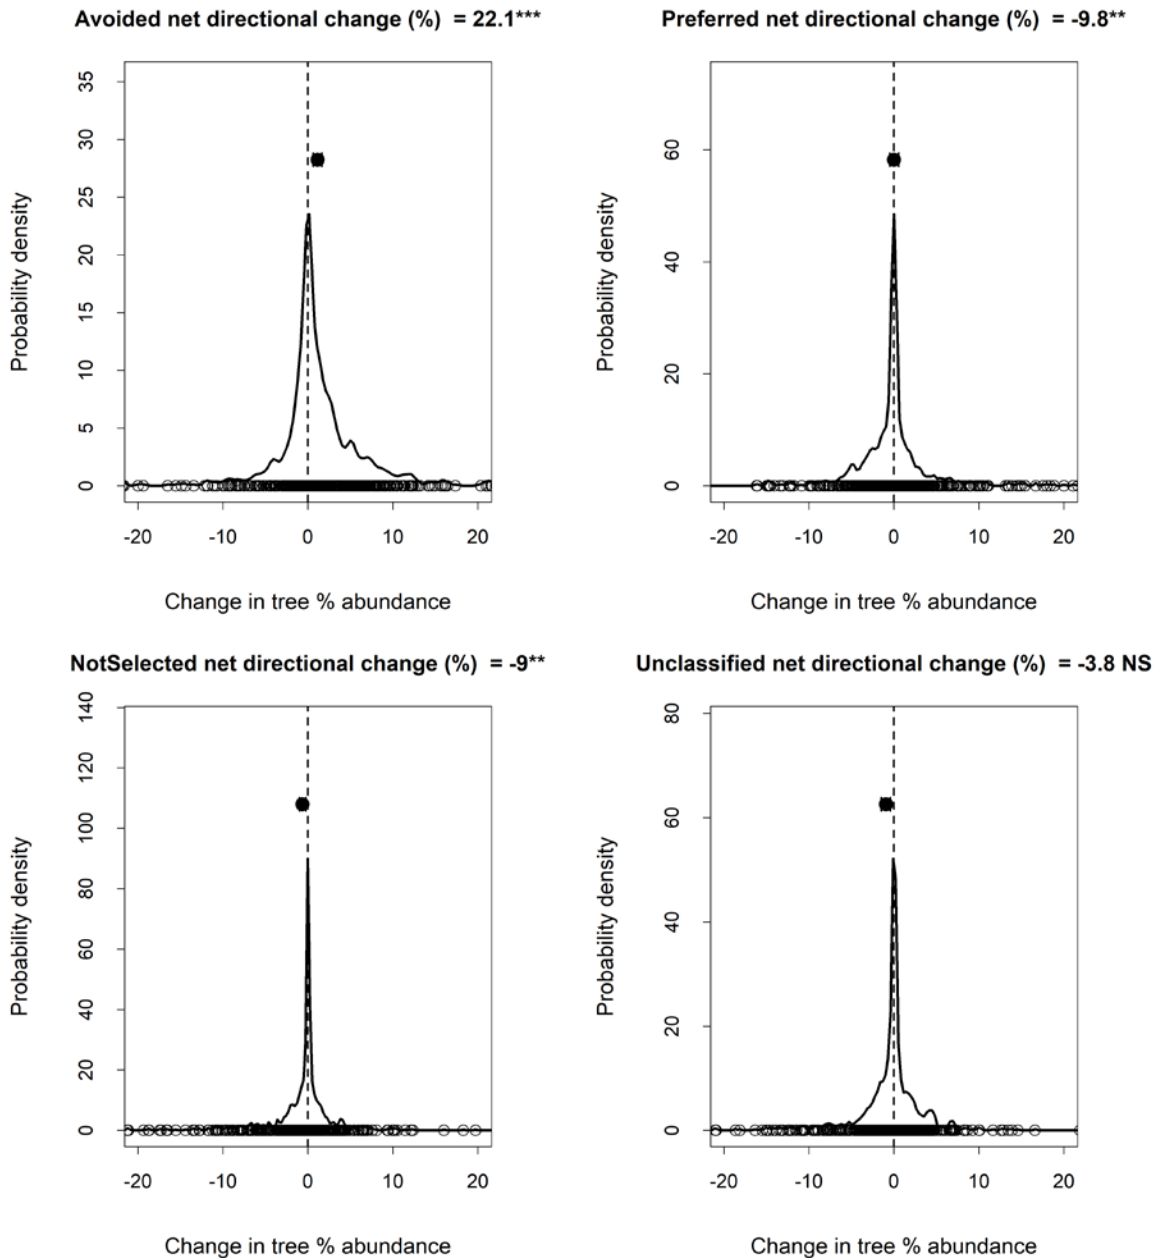 Avoided net directional change (%) = 22.1***
Probability density
35
30
25
20
15
10
5
0
-20 -10 0 10 20
Change in tree % abundance
Preferred net directional change (%) = -9.8**
Probability density
60
40
20
0
-20 -10 0 10 20
Change in tree % abundance
NotSelected net directional change (%) = -9**
Probability density
140
120
100
80
60
40
20
0
-20 -10 0 10 20
Change in tree % abundance
Unclassified net directional change (%) = -3.8 NS
Probability density
80
60
40
20
0
-20 -10 0 10 20
Change in tree % abundance